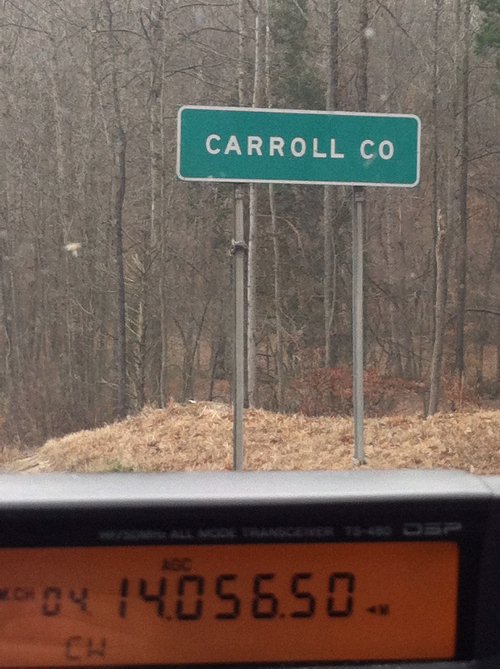 CARROLL CO
HF/50MHz ALL MODE TRANSCEIVER TS-480 DSP
AGC
M.CH 04 14.056.50 ◄M
CW